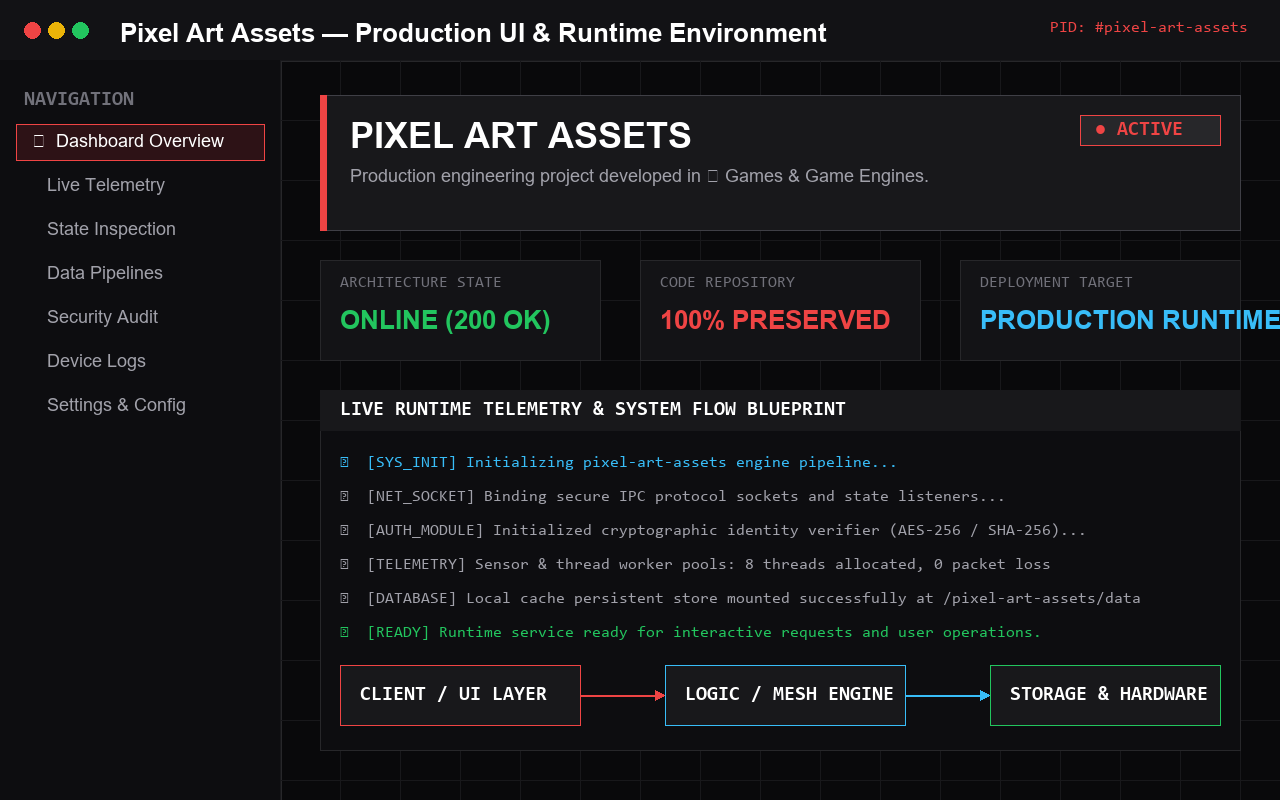 Pixel Art Assets — Production UI & Runtime Environment
PID: #pixel-art-assets
NAVIGATION
Dashboard Overview
Live Telemetry
State Inspection
Data Pipelines
Security Audit
Device Logs
Settings & Config
PIXEL ART ASSETS
● ACTIVE
Production engineering project developed in Games & Game Engines.
ARCHITECTURE STATE
ONLINE (200 OK)
CODE REPOSITORY
100% PRESERVED
DEPLOYMENT TARGET
PRODUCTION RUNTIME
LIVE RUNTIME TELEMETRY & SYSTEM FLOW BLUEPRINT
[SYS_INIT] Initializing pixel-art-assets engine pipeline...
[NET_SOCKET] Binding secure IPC protocol sockets and state listeners...
[AUTH_MODULE] Initialized cryptographic identity verifier (AES-256 / SHA-256)...
[TELEMETRY] Sensor & thread worker pools: 8 threads allocated, 0 packet loss
[DATABASE] Local cache persistent store mounted successfully at /pixel-art-assets/data
[READY] Runtime service ready for interactive requests and user operations.
CLIENT / UI LAYER
LOGIC / MESH ENGINE
STORAGE & HARDWARE